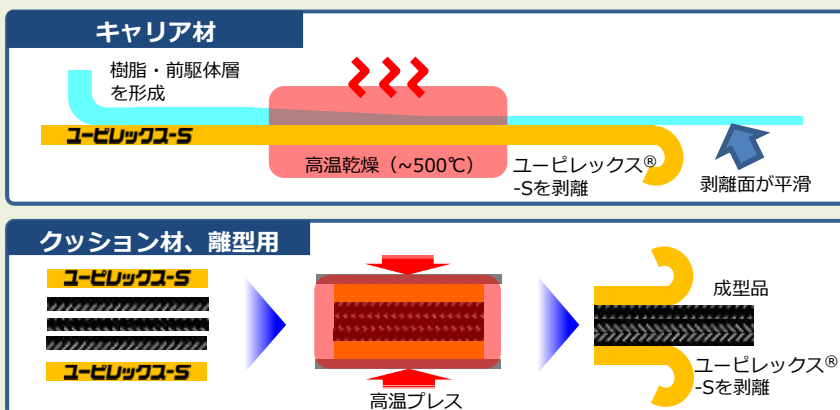 キャリア材
樹脂・前駆体層
を形成
ユーピレックス-S
高温乾燥（~500℃）
ユーピレックス®
-Sを剥離
剥離面が平滑
クッション材、離型用
ユーピレックス-S
ユーピレックス-S
高温プレス
成型品
ユーピレックス®
-Sを剥離